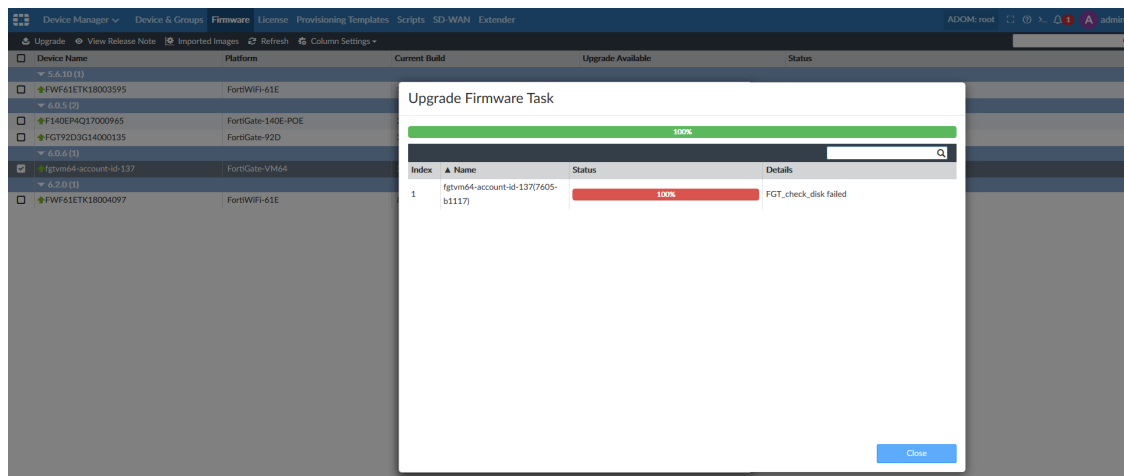 Device Manager Device & Groups Firmware License Provisioning Templates Scripts SD-WAN Extender ADOM: root 1 A admin
Upgrade View Release Note Imported Images Refresh Column Settings
Device Name Platform Current Build Upgrade Available Status
5.6.10 (1)
FWF61ETK18003595 FortiWiFi-61E
6.0.5 (2)
F140EP4Q17000965 FortiGate-140E-POE
FGT92D3G14000135 FortiGate-92D
6.0.6 (1)
fgtvm64-account-id-137 FortiGate-VM64
6.2.0 (1)
FWF61ETK18004097 FortiWiFi-61E
Upgrade Firmware Task
100%
Index Name Status Details
1 fgtvm64-account-id-137(7605-
b1117) 100% FGT_check_disk failed
Close